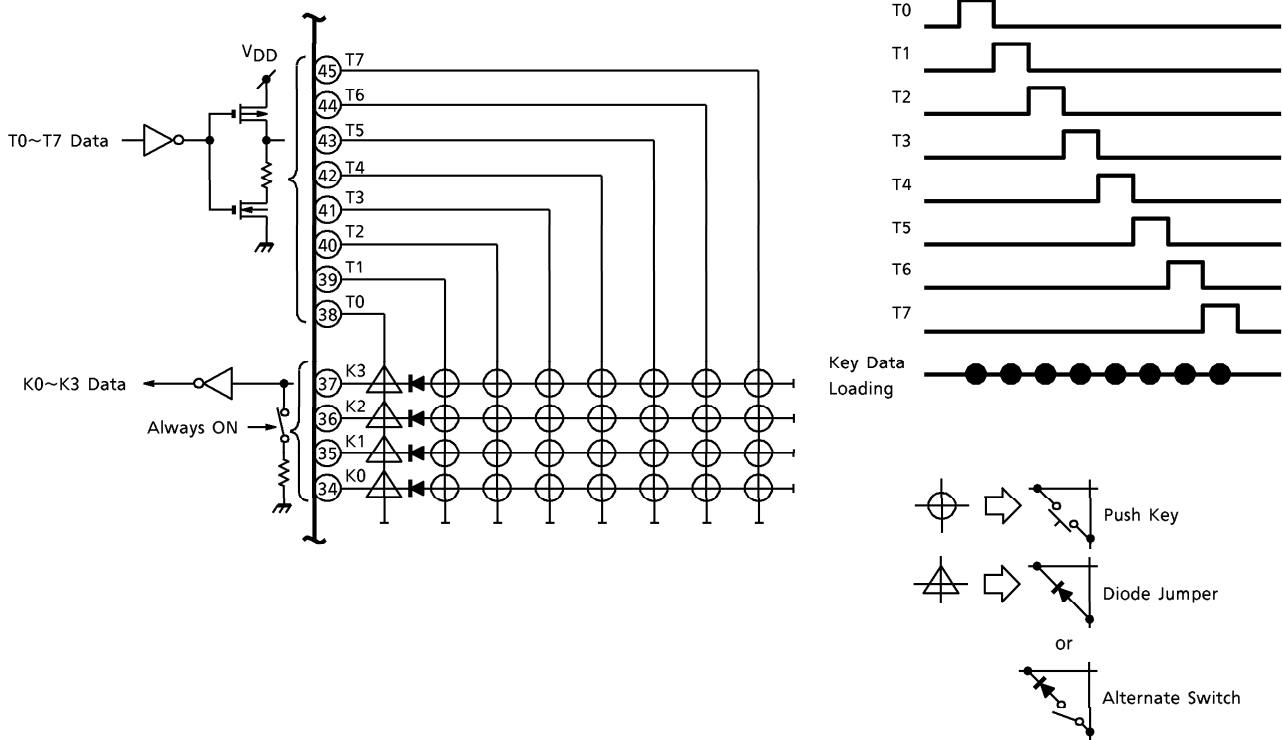 VDD
T0~T7 Data
45 T7
44 T6
43 T5
42 T4
41 T3
40 T2
39 T1
38 T0
K0~K3 Data
Always ON
37 K3
36 K2
35 K1
34 K0
T0
T1
T2
T3
T4
T5
T6
T7
Key Data
Loading
Push Key
Diode Jumper
or
Alternate Switch